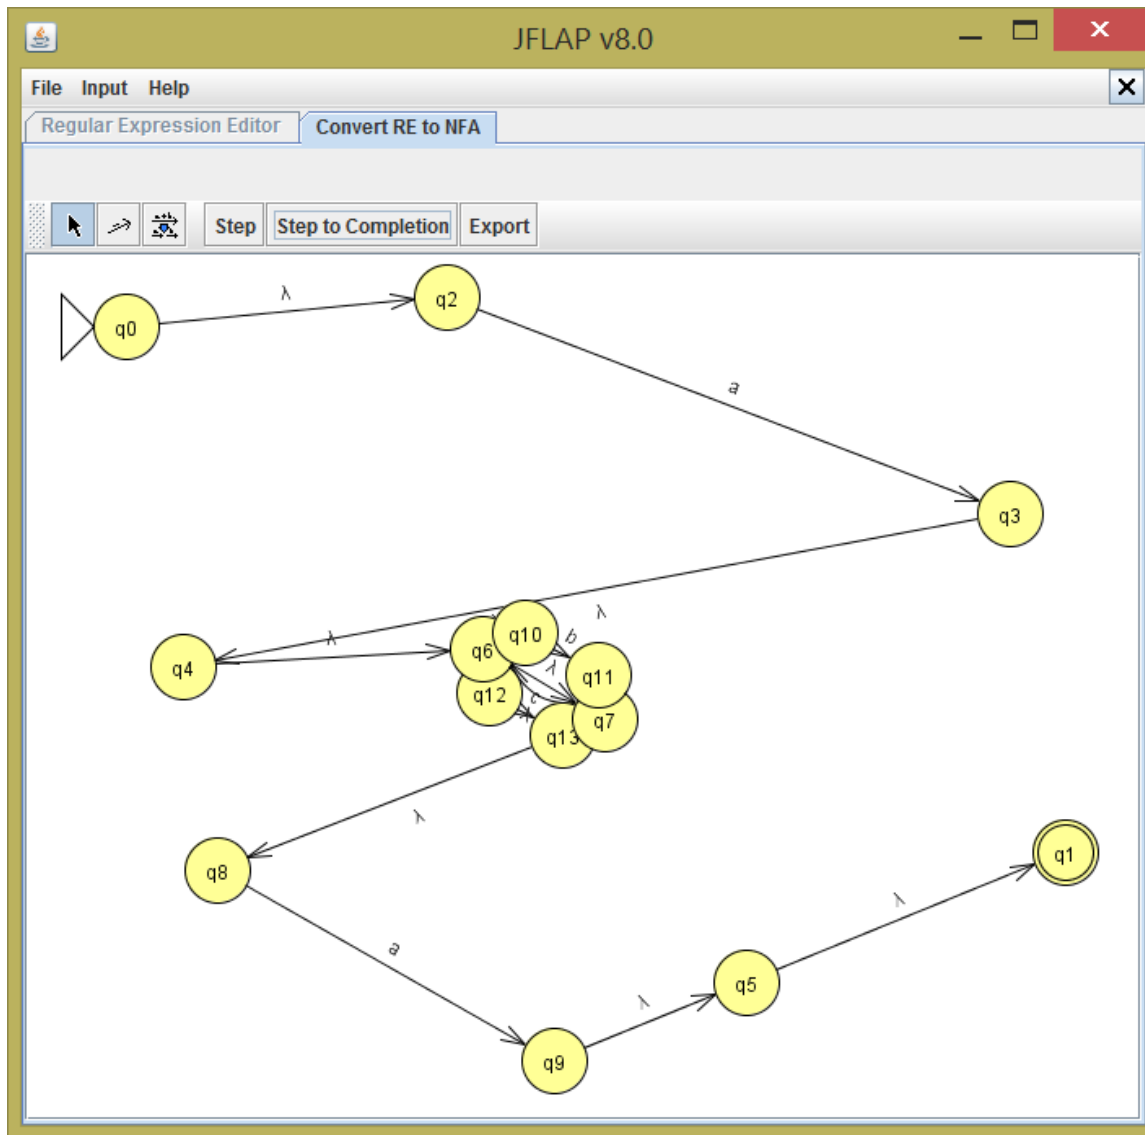 JFLAP v8.0
File Input Help
Regular Expression Editor Convert RE to NFA
Step Step to Completion Export
λ
q2
q0
a
q3
λ
q10
b
λ
q6
q4
λ
q11
q12
c
q7
q13
λ
q8
q1
λ
a
q5
λ
q9